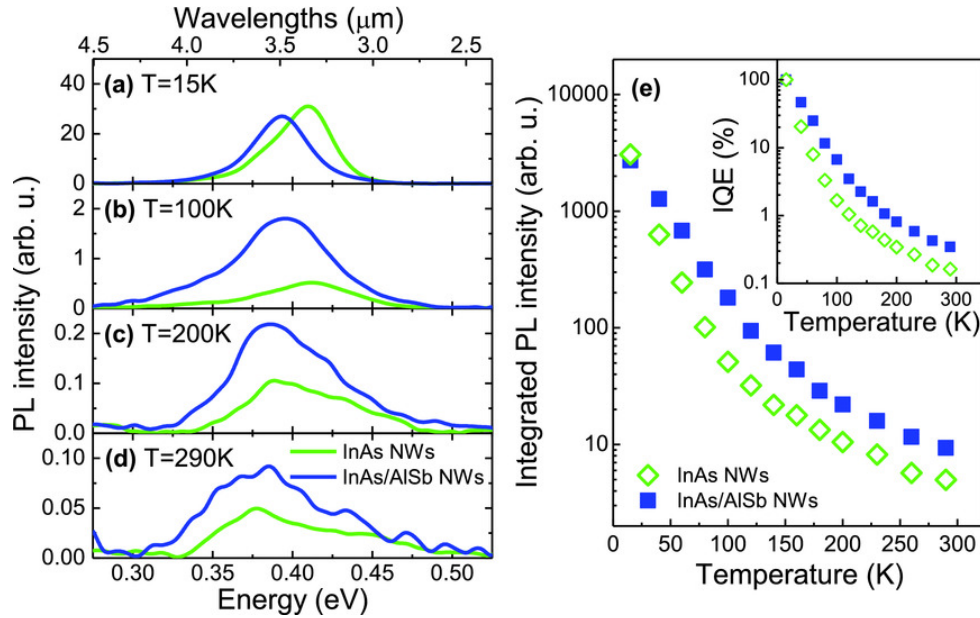 Wavelengths (μm)
4.5 4.0 3.5 3.0 2.5
(a) T=15K
40
20
0
(b) T=100K
2
1
0
(c) T=200K
0.2
0.1
0.0
(d) T=290K
0.10
0.05
0.00
InAs NWs
InAs/AlSb NWs
0.30 0.35 0.40 0.45 0.50
Energy (eV)
PL intensity (arb. u.)
(e)
10000
1000
100
10
Integrated PL intensity (arb. u.)
InAs NWs
InAs/AlSb NWs
0 50 100 150 200 250 300
Temperature (K)
100
10
1
0.1
IQE (%)
0 100 200 300
Temperature (K)